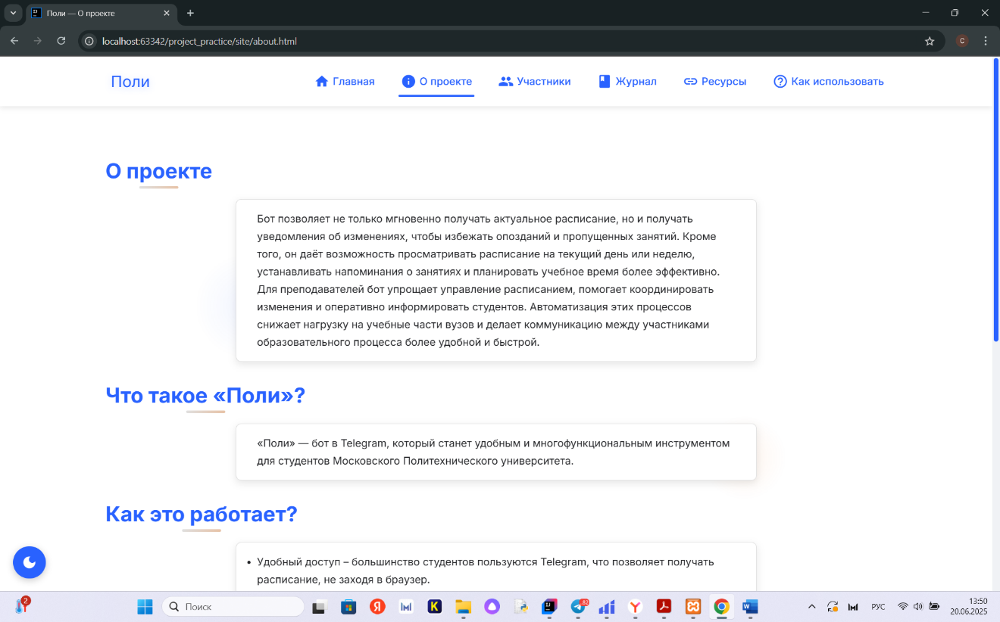 Поли — О проекте
localhost:63342/project_practice/site/about.html
C
Поли
Главная
О проекте
Участники
Журнал
Ресурсы
Как использовать
О проекте
Бот позволяет не только мгновенно получать актуальное расписание, но и получать
уведомления об изменениях, чтобы избежать опозданий и пропущенных занятий. Кроме
того, он даёт возможность просматривать расписание на текущий день или неделю,
устанавливать напоминания о занятиях и планировать учебное время более эффективно.
Для преподавателей бот упрощает управление расписанием, помогает координировать
изменения и оперативно информировать студентов. Автоматизация этих процессов
снижает нагрузку на учебные части вузов и делает коммуникацию между участниками
образовательного процесса более удобной и быстрой.
Что такое «Поли»?
«Поли» — бот в Telegram, который станет удобным и многофункциональным инструментом
для студентов Московского Политехнического университета.
Как это работает?
• Удобный доступ – большинство студентов пользуются Telegram, что позволяет получать
расписание, не заходя в браузер.
2
Поиск
82
РУС
13:50
20.06.2025